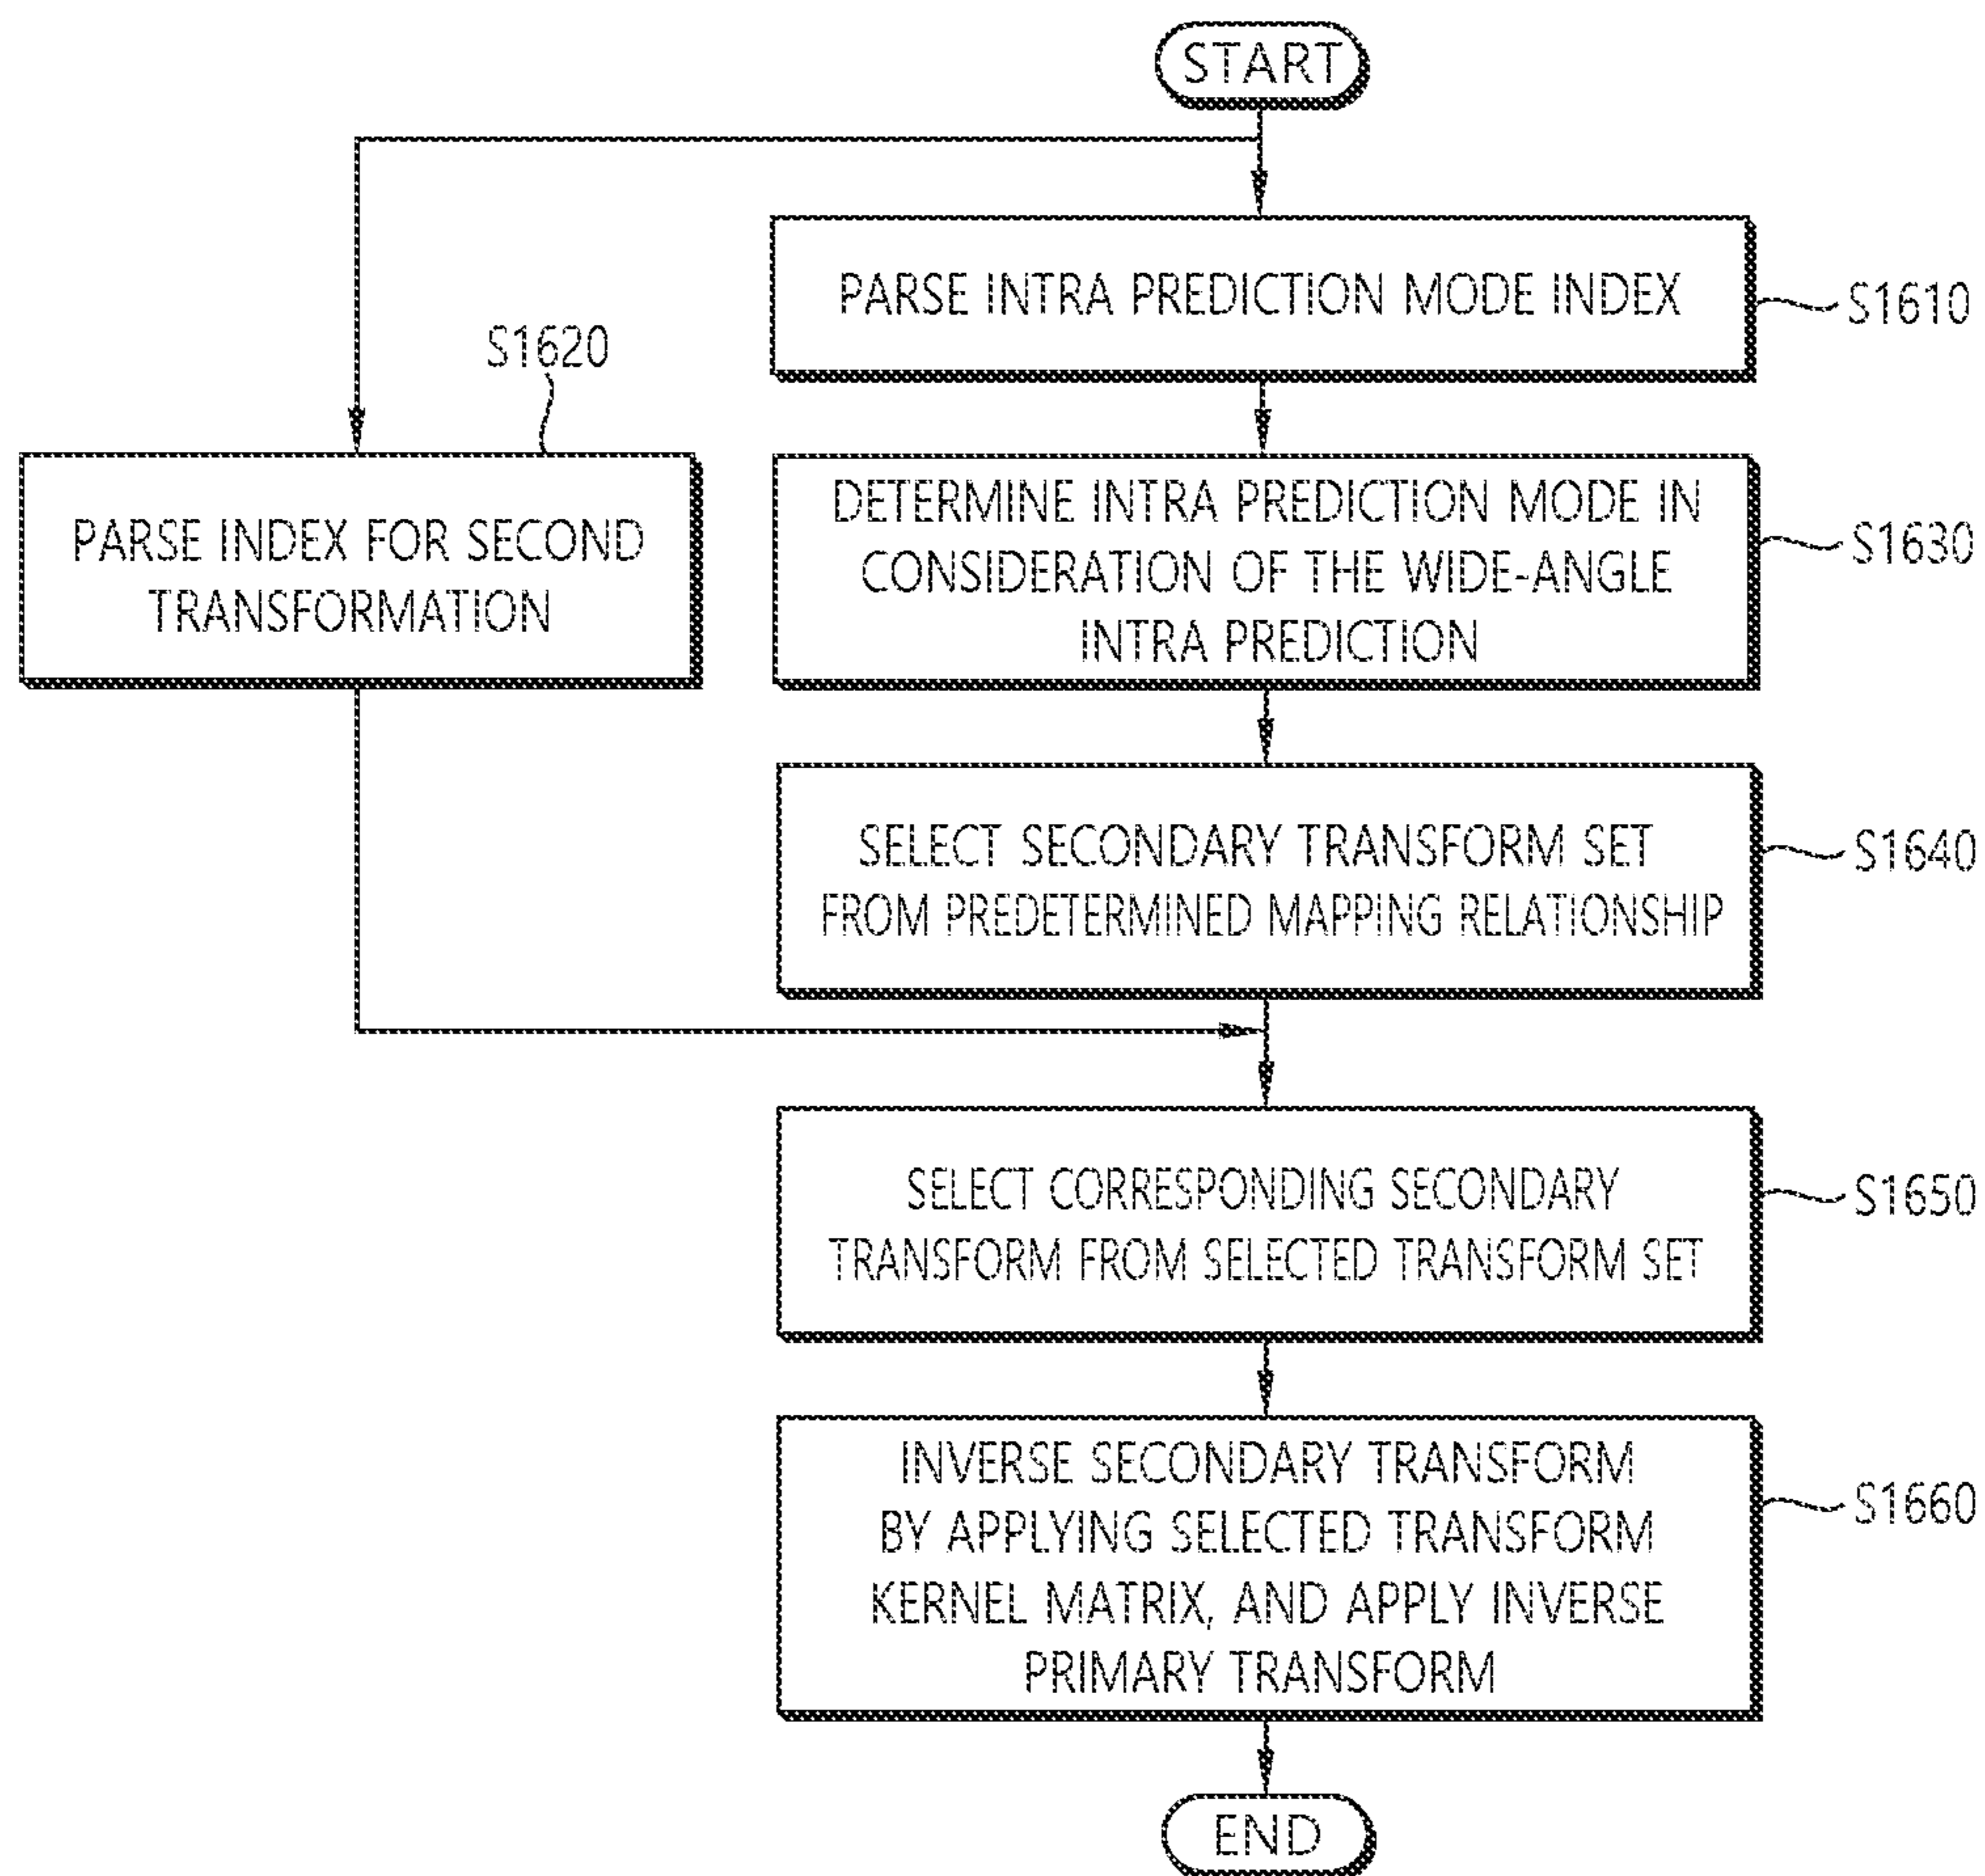 START
PARSE INTRA PREDICTION MODE INDEX
S1610
S1620
PARSE INDEX FOR SECOND
TRANSFORMATION
DETERMINE INTRA PREDICTION MODE IN
CONSIDERATION OF THE WIDE-ANGLE
INTRA PREDICTION
S1630
SELECT SECONDARY TRANSFORM SET
FROM PREDETERMINED MAPPING RELATIONSHIP
S1640
SELECT CORRESPONDING SECONDARY
TRANSFORM FROM SELECTED TRANSFORM SET
S1650
INVERSE SECONDARY TRANSFORM
BY APPLYING SELECTED TRANSFORM
KERNEL MATRIX, AND APPLY INVERSE
PRIMARY TRANSFORM
S1660
END